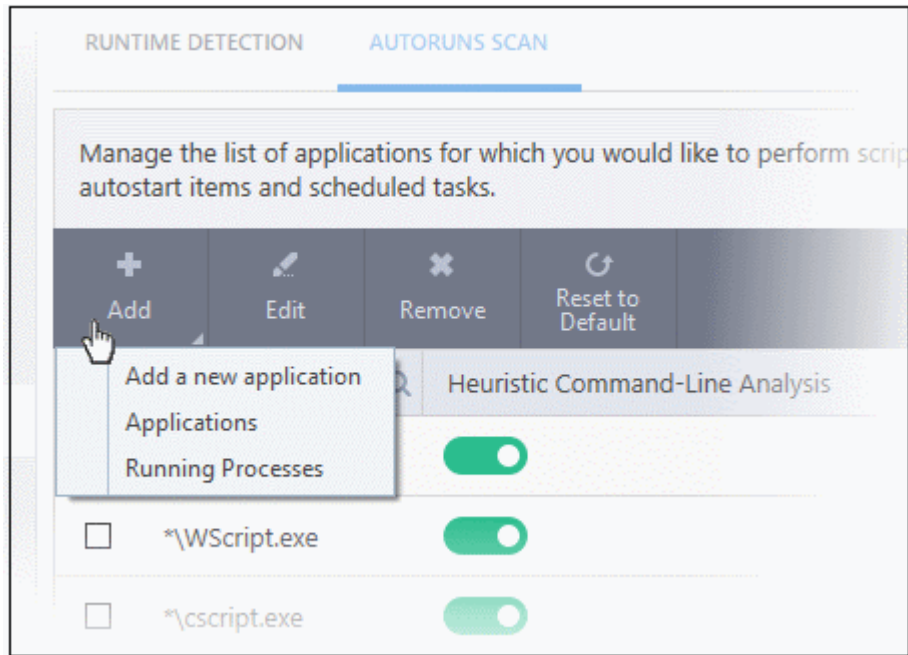 RUNTIME DETECTION AUTORUNS SCAN
Manage the list of applications for which you would like to perform scrip
autostart items and scheduled tasks.
Add Edit Remove Reset to Default
Add a new application
Applications
Running Processes
Heuristic Command-Line Analysis
*\WScript.exe
*\cscript.exe